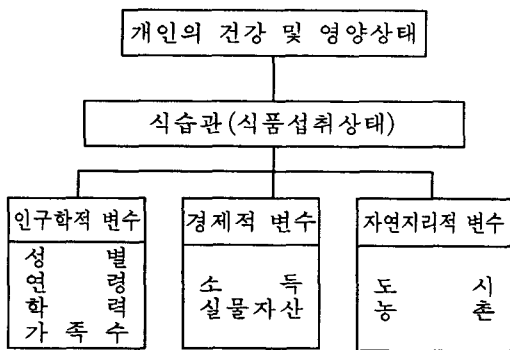 개인의 건강 및 영양상태
식습관(식품섭취상태)
인구학적 변수
성 별
연 령
학 력
가 족 수
경제적 변수
소 득
실물자산
자연지리적 변수
도 시
농 촌